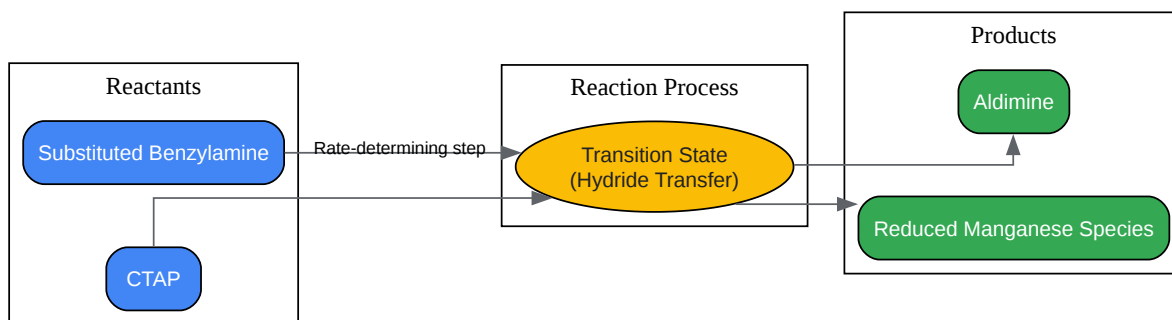 Reactants
Substituted Benzylamine
CTAP
Rate-determining step
Reaction Process
Transition State
(Hydride Transfer)
Products
Aldimine
Reduced Manganese Species